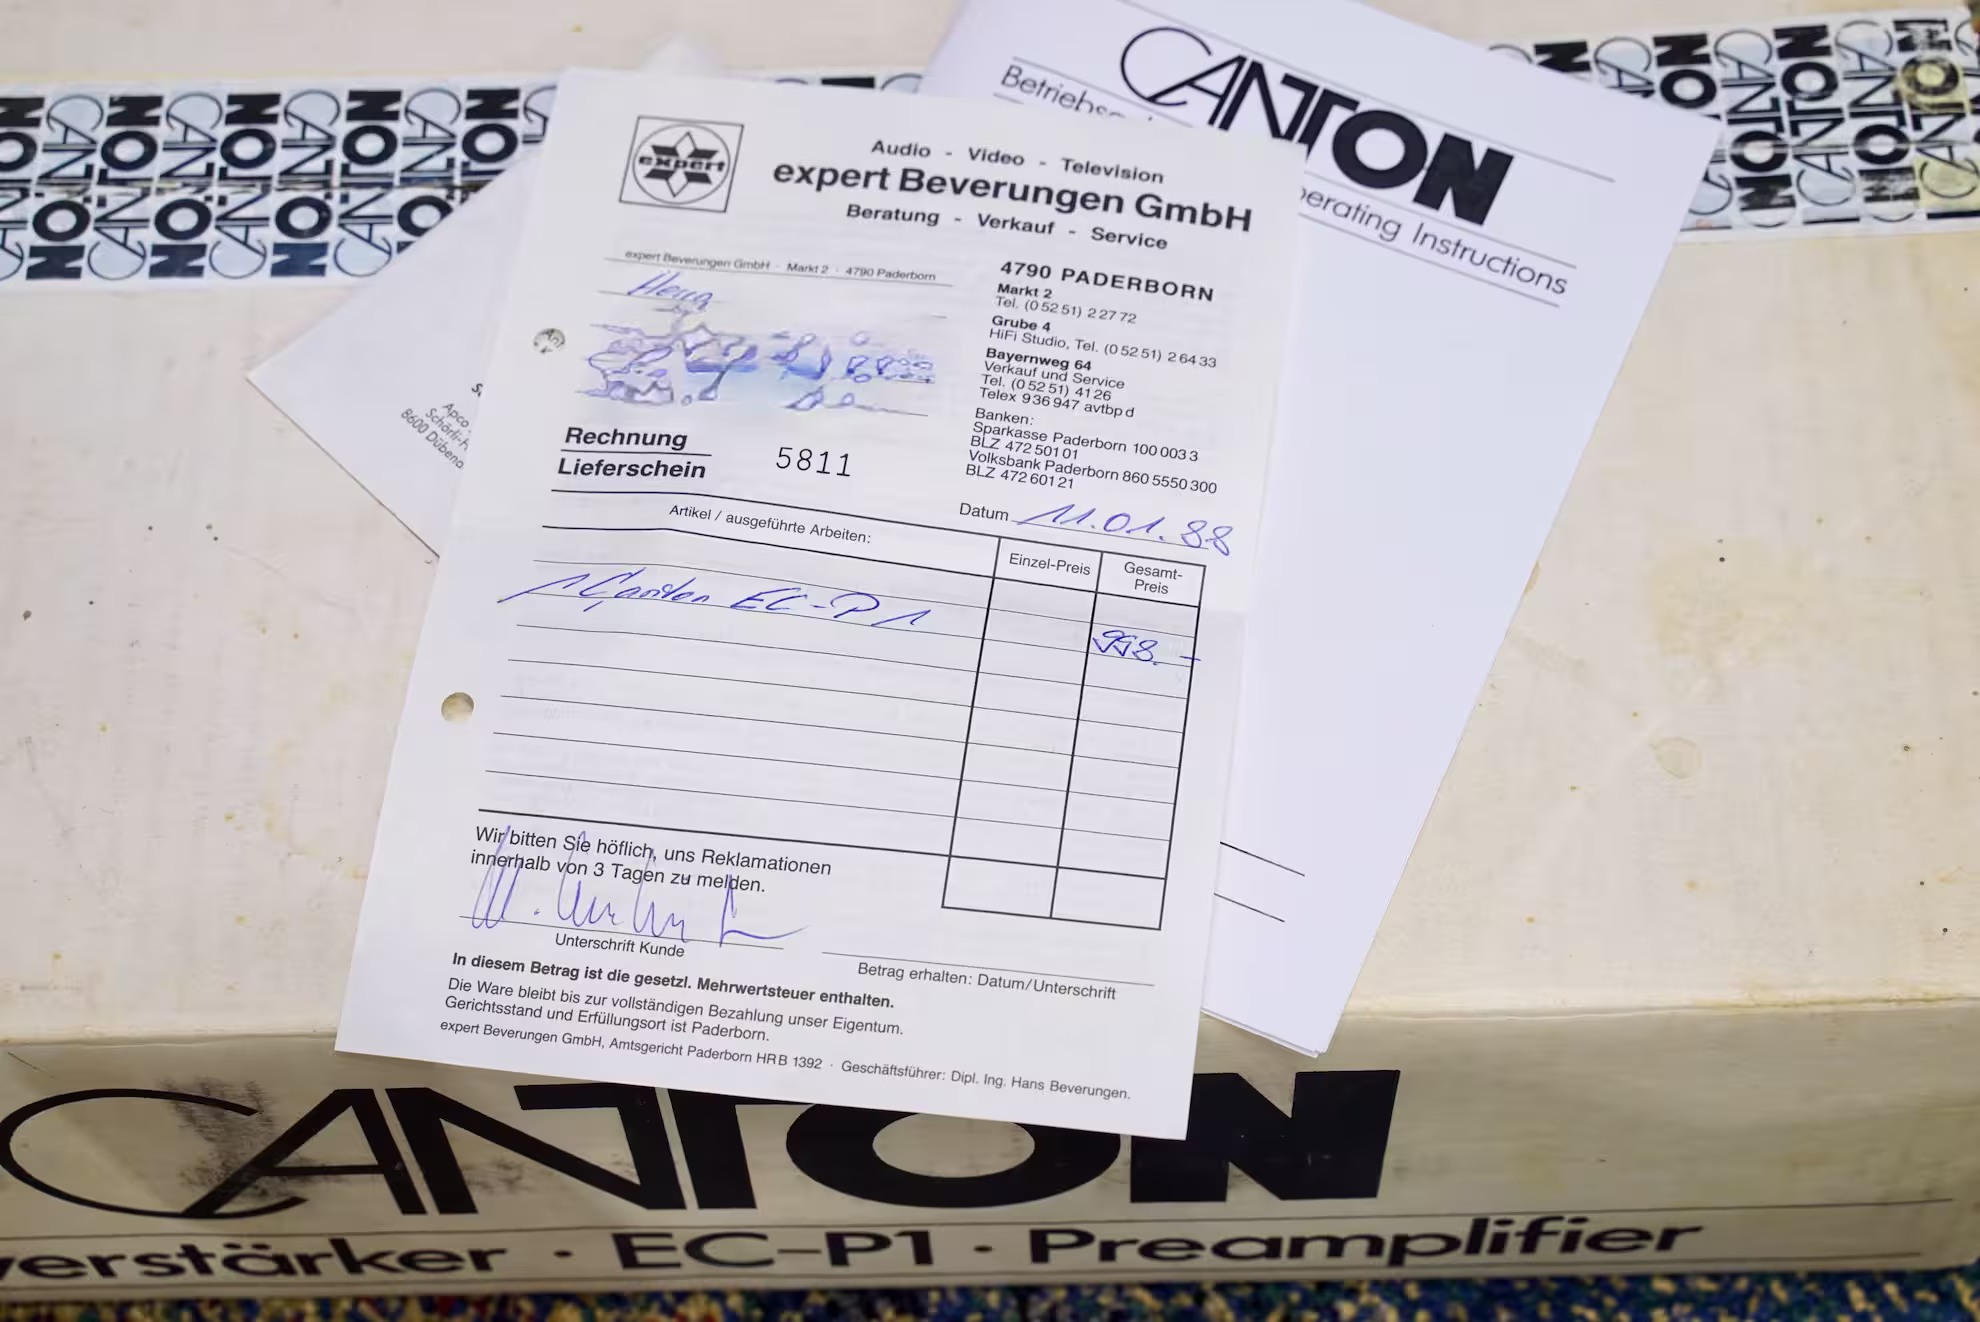 CANTON
Betriebs
perating Instructions
expert
Audio - Video - Television
expert Beverungen GmbH
Beratung - Verkauf - Service
expert Beverungen GmbH · Markt 2 · 4790 Paderborn
Herrn
4790 PADERBORN
Markt 2
Tel. (0 52 51) 2 27 72
Grube 4
HiFi Studio, Tel. (0 52 51) 2 64 33
Bayernweg 64
Verkauf und Service
Tel. (0 52 51) 41 26
Telex 9 36 947 avtbp d
Banken:
Sparkasse Paderborn 100 003 3
BLZ 472 501 01
Volksbank Paderborn 860 5550 300
BLZ 472 601 21
Apco
8600 Dübend
Rechnung
Lieferschein
5811
Datum 11.01.88
Artikel / ausgeführte Arbeiten:
Einzel-Preis
Gesamt-
Preis
1 Canton EC-P1
998.-
Wir bitten Sie höflich, uns Reklamationen
innerhalb von 3 Tagen zu melden.
Unterschrift Kunde
Betrag erhalten: Datum/Unterschrift
In diesem Betrag ist die gesetzl. Mehrwertsteuer enthalten.
Die Ware bleibt bis zur vollständigen Bezahlung unser Eigentum.
Gerichtsstand und Erfüllungsort ist Paderborn.
expert Beverungen GmbH, Amtsgericht Paderborn HRB 1392 · Geschäftsführer: Dipl. Ing. Hans Beverungen.
CANTON
verstärker · EC-P1 · Preamplifier